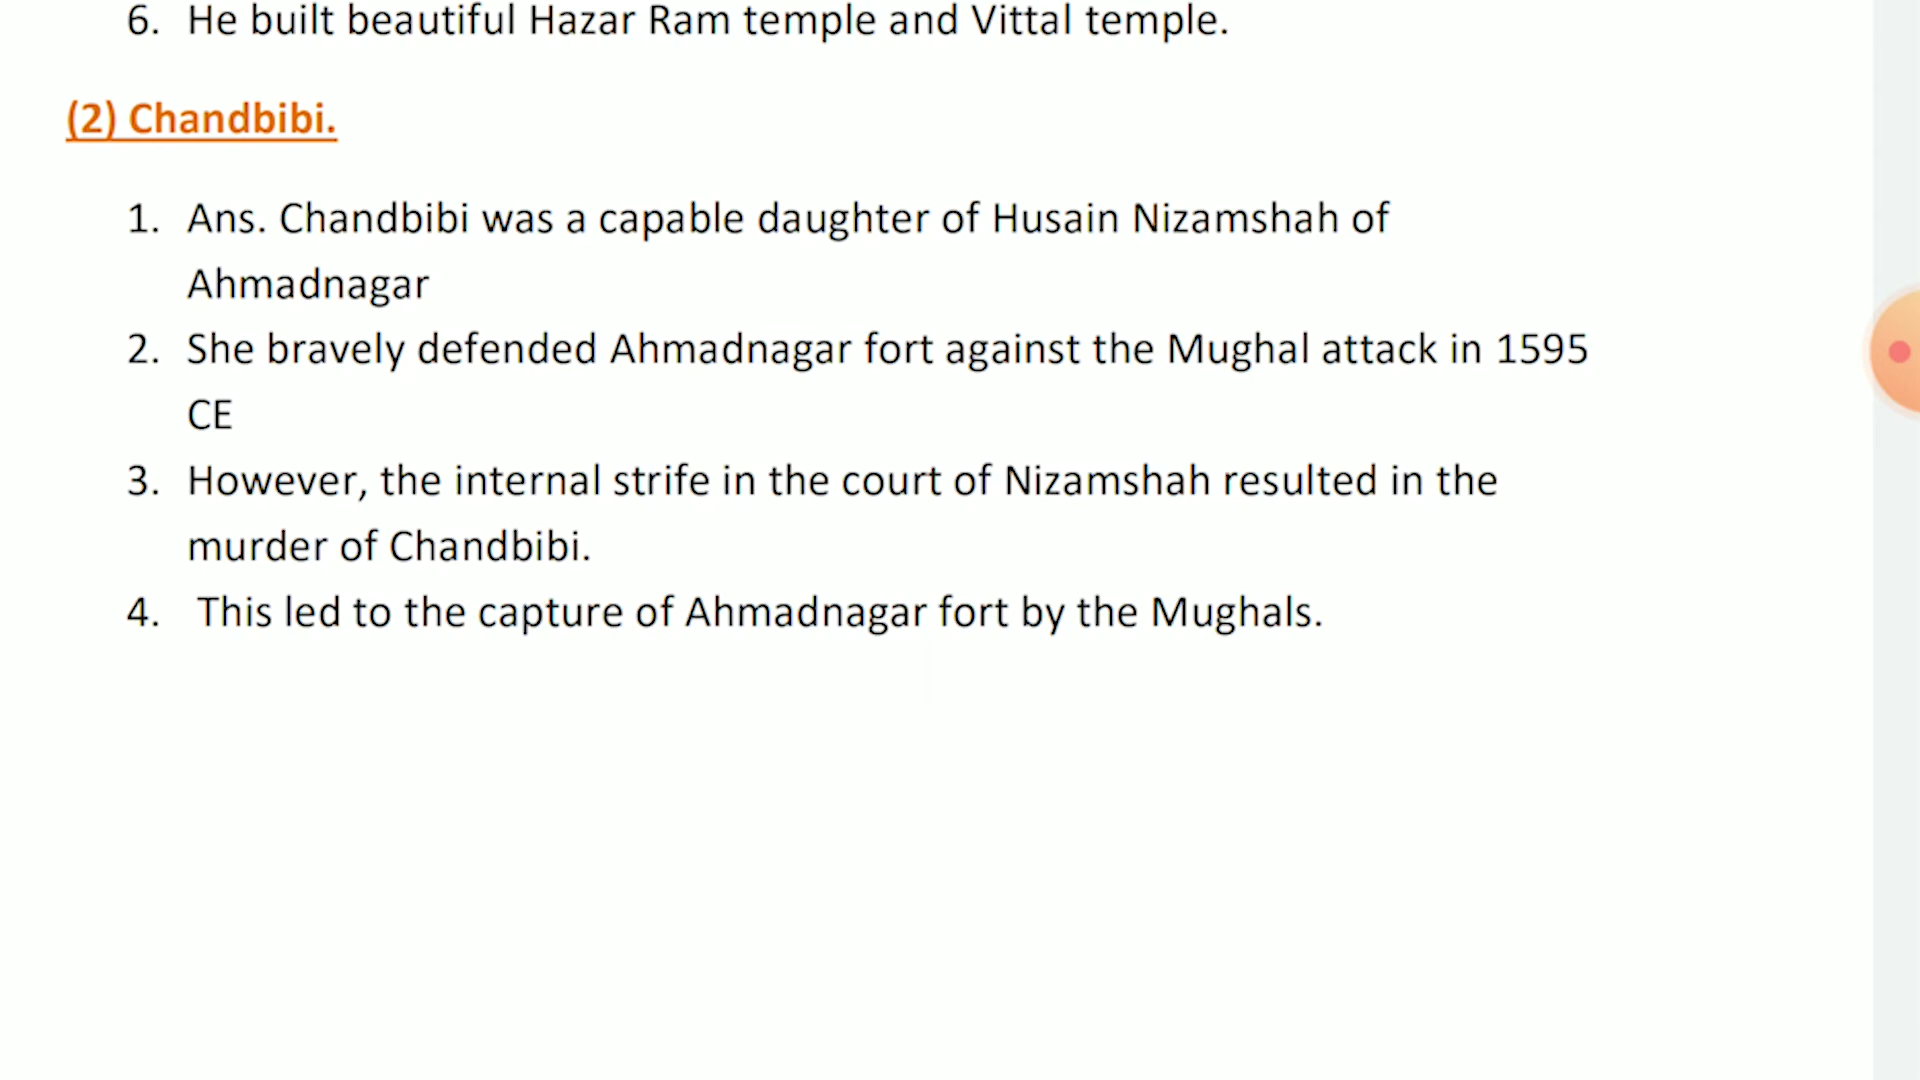 6. He built beautiful Hazar Ram temple and Vittal temple.
(2) Chandbibi.
1. Ans. Chandbibi was a capable daughter of Husain Nizamshah of
Ahmadnagar
2. She bravely defended Ahmadnagar fort against the Mughal attack in 1595
CE
3. However, the internal strife in the court of Nizamshah resulted in the
murder of Chandbibi.
4. This led to the capture of Ahmadnagar fort by the Mughals.